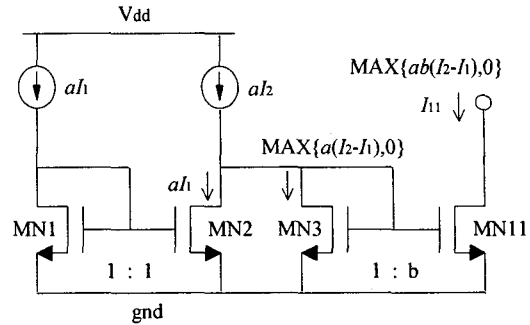 Vdd
MAX{ab(I2-I1),0}
aI1
aI2
I11
MAX{a(I2-I1),0}
aI1
MN1
MN2
MN3
MN11
1 : 1
1 : b
gnd